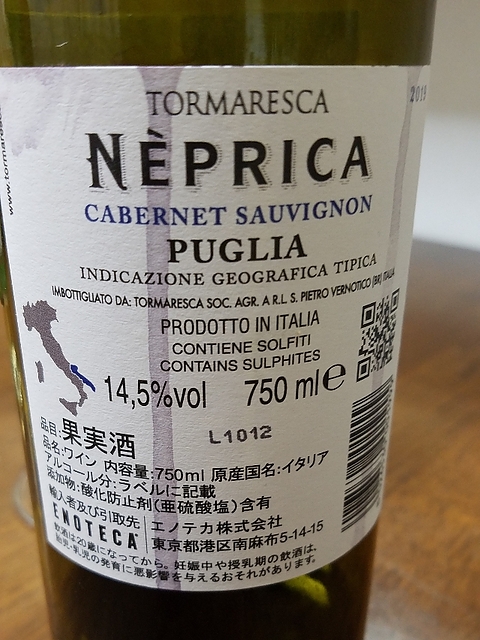 TORMARESCA
2019
NÈPRICA
CABERNET SAUVIGNON
PUGLIA
INDICAZIONE GEOGRAFICA TIPICA
IMBOTTIGLIATO DA: TORMARESCA SOC. AGR. A R.L. S. PIETRO VERNOTICO (BR) ITALIA
PRODOTTO IN ITALIA
CONTIENE SOLFITI
CONTAINS SULPHITES
14,5%vol 750 ml e
L1012
品目:果実酒
品名:ワイン 内容量:750ml 原産国名:イタリア
アルコール分:ラベルに記載
添加物:酸化防止剤(亜硫酸塩)含有
輸入者及び引取先
ENOTECA
エノテカ株式会社
東京都港区南麻布5-14-15
飲酒は20歳になってから。妊娠中や授乳期の飲酒は、
胎児・乳児の発育に悪影響を与えるおそれがあります。